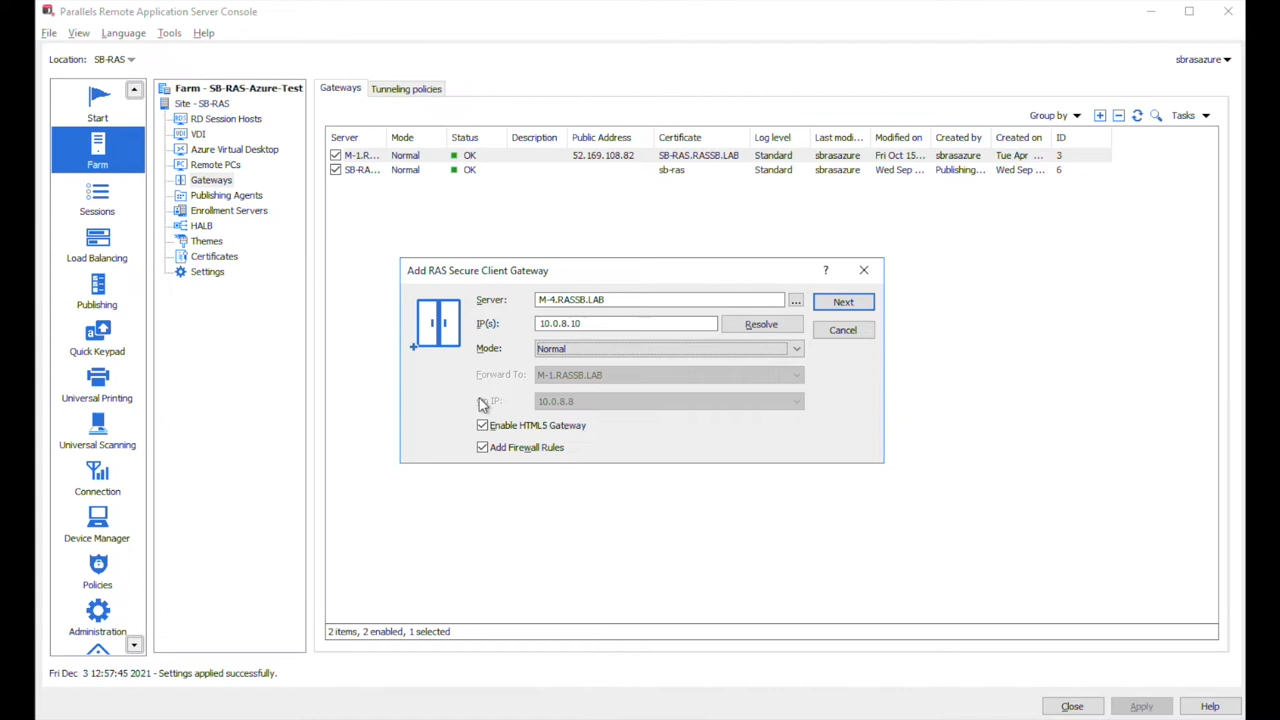 Parallels Remote Application Server Console
File View Language Tools Help
Location: SB-RAS
sbrasazure
Start
Farm
Sessions
Load Balancing
Publishing
Quick Keypad
Universal Printing
Universal Scanning
Connection
Device Manager
Policies
Administration
Farm - SB-RAS-Azure-Test
Site - SB-RAS
RD Session Hosts
VDI
Azure Virtual Desktop
Remote PCs
Gateways
Publishing Agents
Enrollment Servers
HALB
Themes
Certificates
Settings
Gateways Tunneling policies
Group by Tasks
Server Mode Status Description Public Address Certificate Log level Last modi... Modified on Created by Created on ID
M-1.R... Normal OK 52.169.108.82 SB-RAS.RASSB.LAB Standard sbrasazure Fri Oct 15... sbrasazure Tue Apr ... 3
SB-RA... Normal OK sb-ras Standard sbrasazure Wed Sep ... Publishing... Wed Sep ... 6
Add RAS Secure Client Gateway ?
Server: M-4.RASSB.LAB ... Next
IP(s): 10.0.8.10 Resolve Cancel
Mode: Normal
Forward To: M-1.RASSB.LAB
IP: 10.0.8.8
Enable HTML5 Gateway
Add Firewall Rules
2 items, 2 enabled, 1 selected
Fri Dec 3 12:57:45 2021 - Settings applied successfully.
Close Apply Help